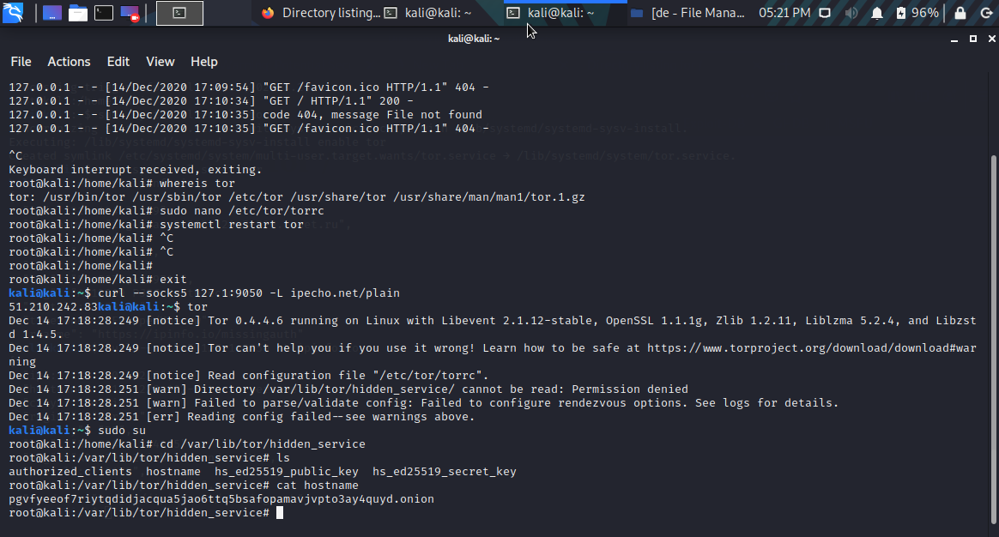 Directory listing... kali@kali: ~ kali@kali: ~ [de - File Mana... 05:21 PM 96%
kali@kali: ~
File Actions Edit View Help
127.0.0.1 - - [14/Dec/2020 17:09:54] "GET /favicon.ico HTTP/1.1" 404 -
127.0.0.1 - - [14/Dec/2020 17:10:34] "GET / HTTP/1.1" 200 -
127.0.0.1 - - [14/Dec/2020 17:10:35] code 404, message File not found
127.0.0.1 - - [14/Dec/2020 17:10:35] "GET /favicon.ico HTTP/1.1" 404 -
^C
Keyboard interrupt received, exiting.
root@kali:/home/kali# whereis tor
tor: /usr/bin/tor /usr/sbin/tor /etc/tor /usr/share/tor /usr/share/man/man1/tor.1.gz
root@kali:/home/kali# sudo nano /etc/tor/torrc
root@kali:/home/kali# systemctl restart tor
root@kali:/home/kali# ^C
root@kali:/home/kali# ^C
root@kali:/home/kali#
root@kali:/home/kali# exit
kali@kali:~$ curl --socks5 127.1:9050 -L ipecho.net/plain
51.210.242.83kali@kali:~$ tor
Dec 14 17:18:28.249 [notice] Tor 0.4.4.6 running on Linux with Libevent 2.1.12-stable, OpenSSL 1.1.1g, Zlib 1.2.11, Liblzma 5.2.4, and Libzst
d 1.4.5.
Dec 14 17:18:28.249 [notice] Tor can't help you if you use it wrong! Learn how to be safe at https://www.torproject.org/download/download#war
ning
Dec 14 17:18:28.249 [notice] Read configuration file "/etc/tor/torrc".
Dec 14 17:18:28.251 [warn] Directory /var/lib/tor/hidden_service/ cannot be read: Permission denied
Dec 14 17:18:28.251 [warn] Failed to parse/validate config: Failed to configure rendezvous options. See logs for details.
Dec 14 17:18:28.251 [err] Reading config failed--see warnings above.
kali@kali:~$ sudo su
root@kali:/home/kali# cd /var/lib/tor/hidden_service
root@kali:/var/lib/tor/hidden_service# ls
authorized_clients hostname hs_ed25519_public_key hs_ed25519_secret_key
root@kali:/var/lib/tor/hidden_service# cat hostname
pgvfyeeof7riytqdidjacqua5jao6ttq5bsafopamavjvpto3ay4quyd.onion
root@kali:/var/lib/tor/hidden_service#